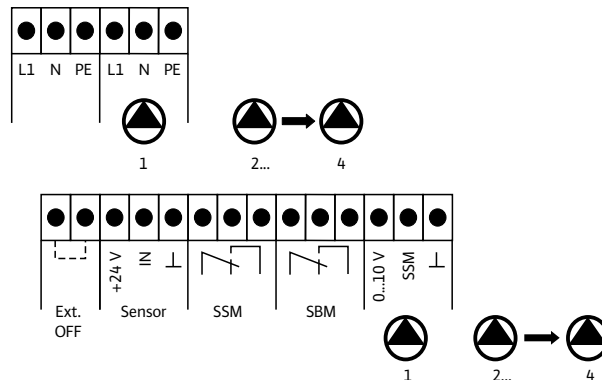 L1 N PE L1 N PE
1 2... 4
+24 V IN 0...10 V SSM
Ext. OFF Sensor SSM SBM
1 2... 4